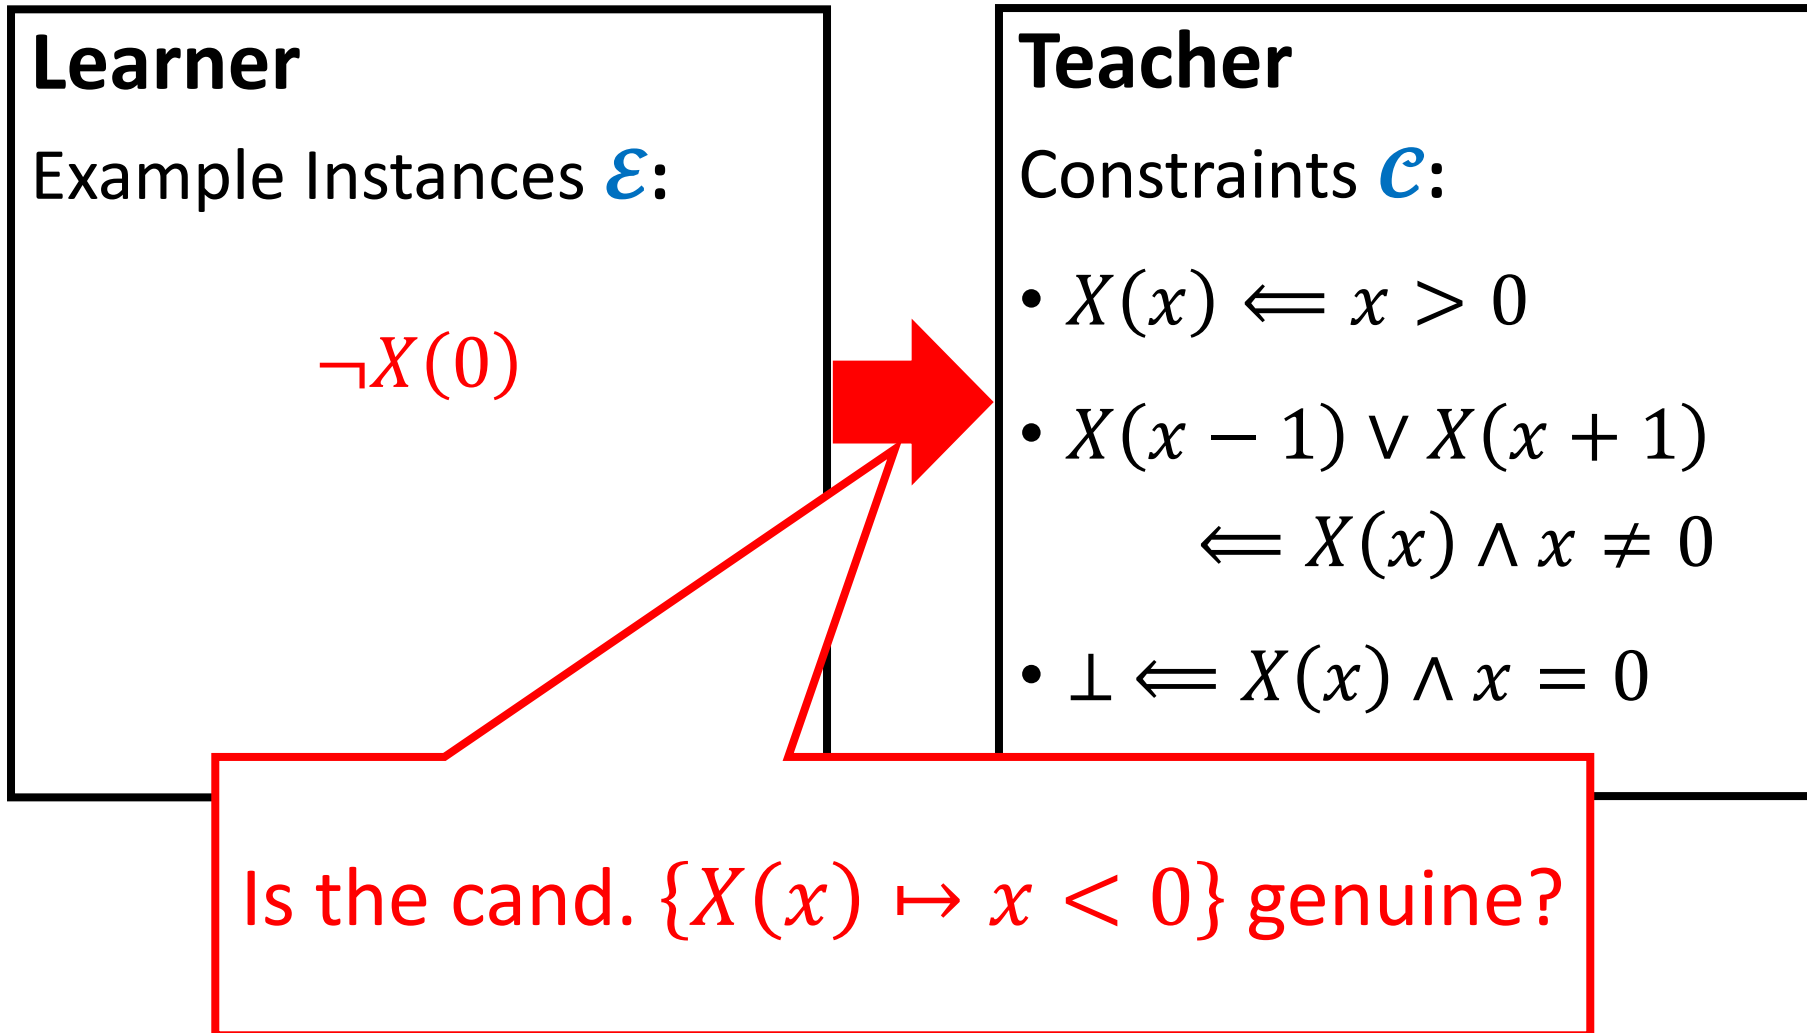 Learner
Example Instances ℰ:
¬X(0)
Teacher
Constraints 𝒞:
• X(x) ⟸ x > 0
• X(x − 1) ∨ X(x + 1)
⟸ X(x) ∧ x ≠ 0
• ⊥ ⟸ X(x) ∧ x = 0
Is the cand. {X(x) ↦ x < 0} genuine?